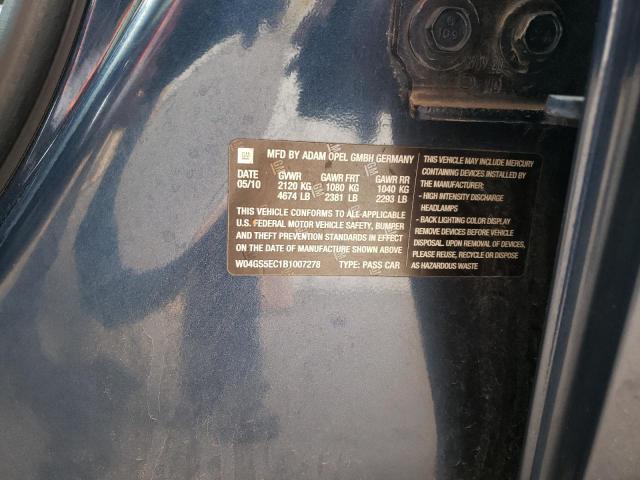 GM
MFD BY ADAM OPEL GMBH GERMANY
DATE GVWR GAWR FRT GAWR RR
05/10 2120 KG 1080 KG 1040 KG
4674 LB 2381 LB 2293 LB
THIS VEHICLE CONFORMS TO ALL APPLICABLE
U.S. FEDERAL MOTOR VEHICLE SAFETY, BUMPER
AND THEFT PREVENTION STANDARDS IN EFFECT
ON THE DATE OF MANUFACTURE SHOWN ABOVE.
W04GS5EC1B1007278 TYPE: PASS CAR
THIS VEHICLE MAY INCLUDE MERCURY
CONTAINING DEVICES INSTALLED BY
THE MANUFACTURER:
- HIGH INTENSITY DISCHARGE
HEADLAMPS
- BACK LIGHTING COLOR DISPLAY
REMOVE DEVICES BEFORE VEHICLE
DISPOSAL. UPON REMOVAL OF DEVICES,
PLEASE REUSE, RECYCLE OR DISPOSE
AS HAZARDOUS WASTE